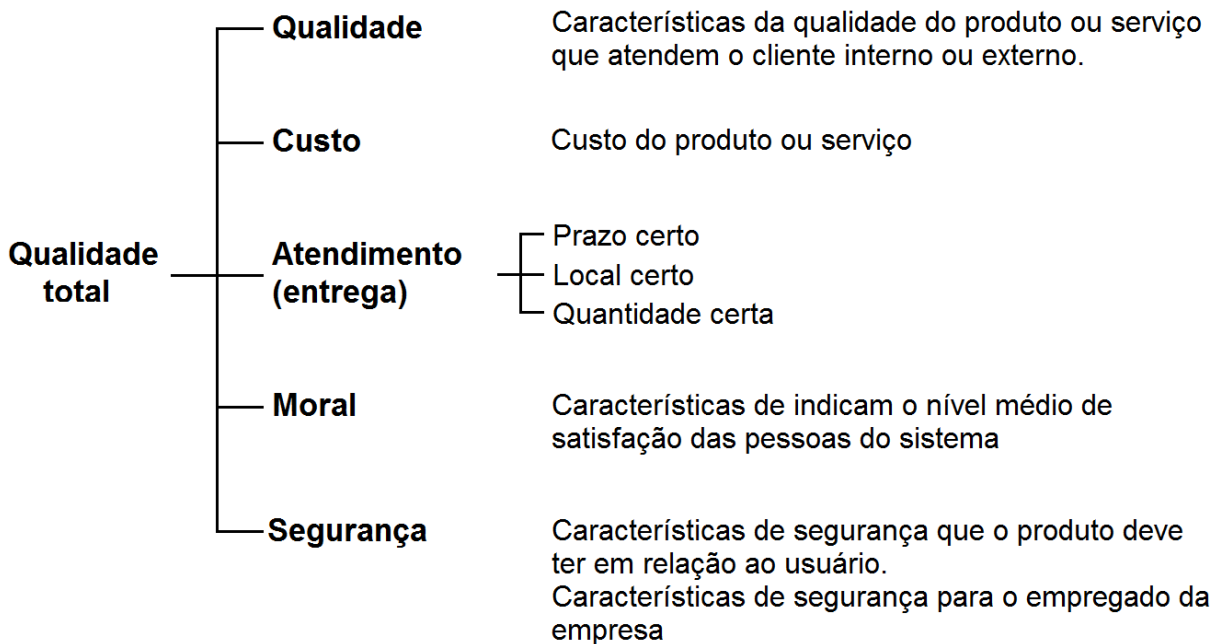 Qualidade
total
Qualidade
Características da qualidade do produto ou serviço
que atendem o cliente interno ou externo.
Custo
Custo do produto ou serviço
Atendimento
(entrega)
Prazo certo
Local certo
Quantidade certa
Moral
Características de indicam o nível médio de
satisfação das pessoas do sistema
Segurança
Características de segurança que o produto deve
ter em relação ao usuário.
Características de segurança para o empregado da
empresa